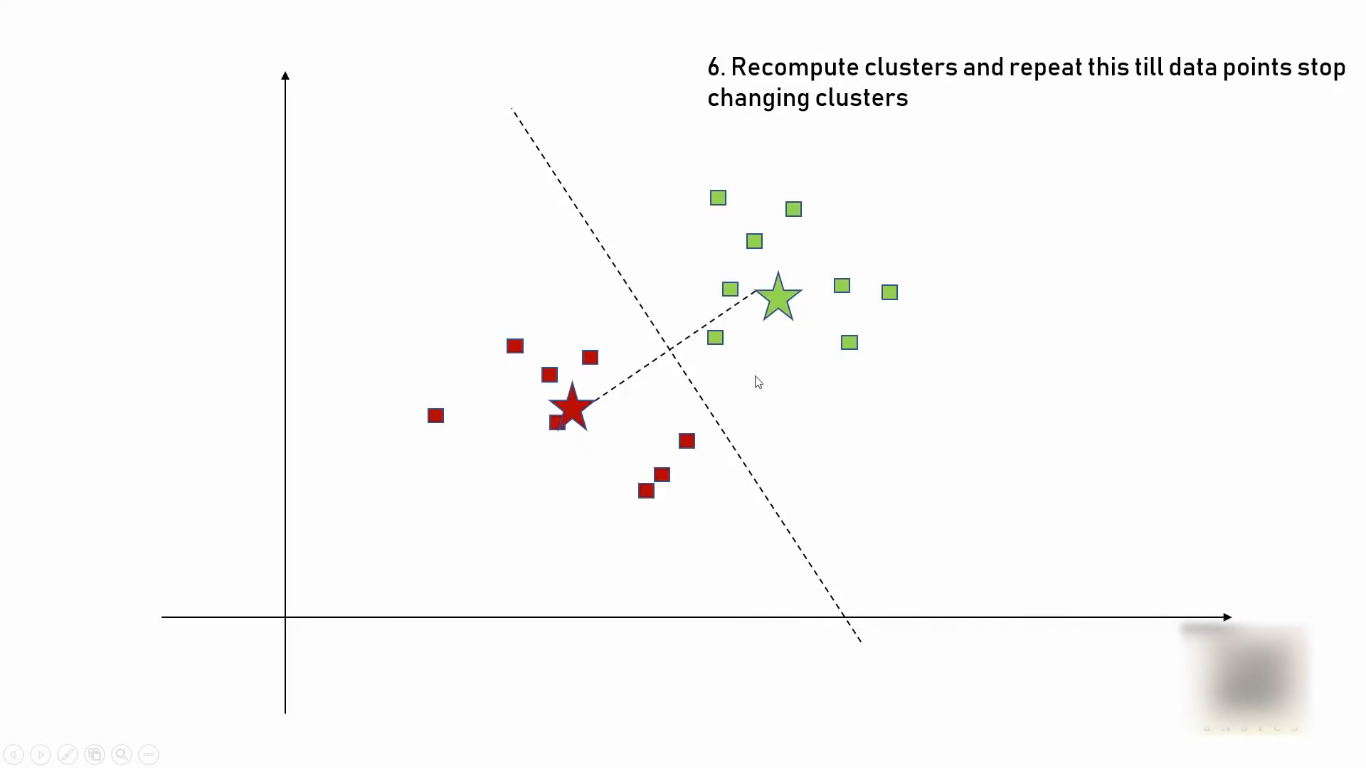 6. Recompute clusters and repeat this till data points stop
changing clusters